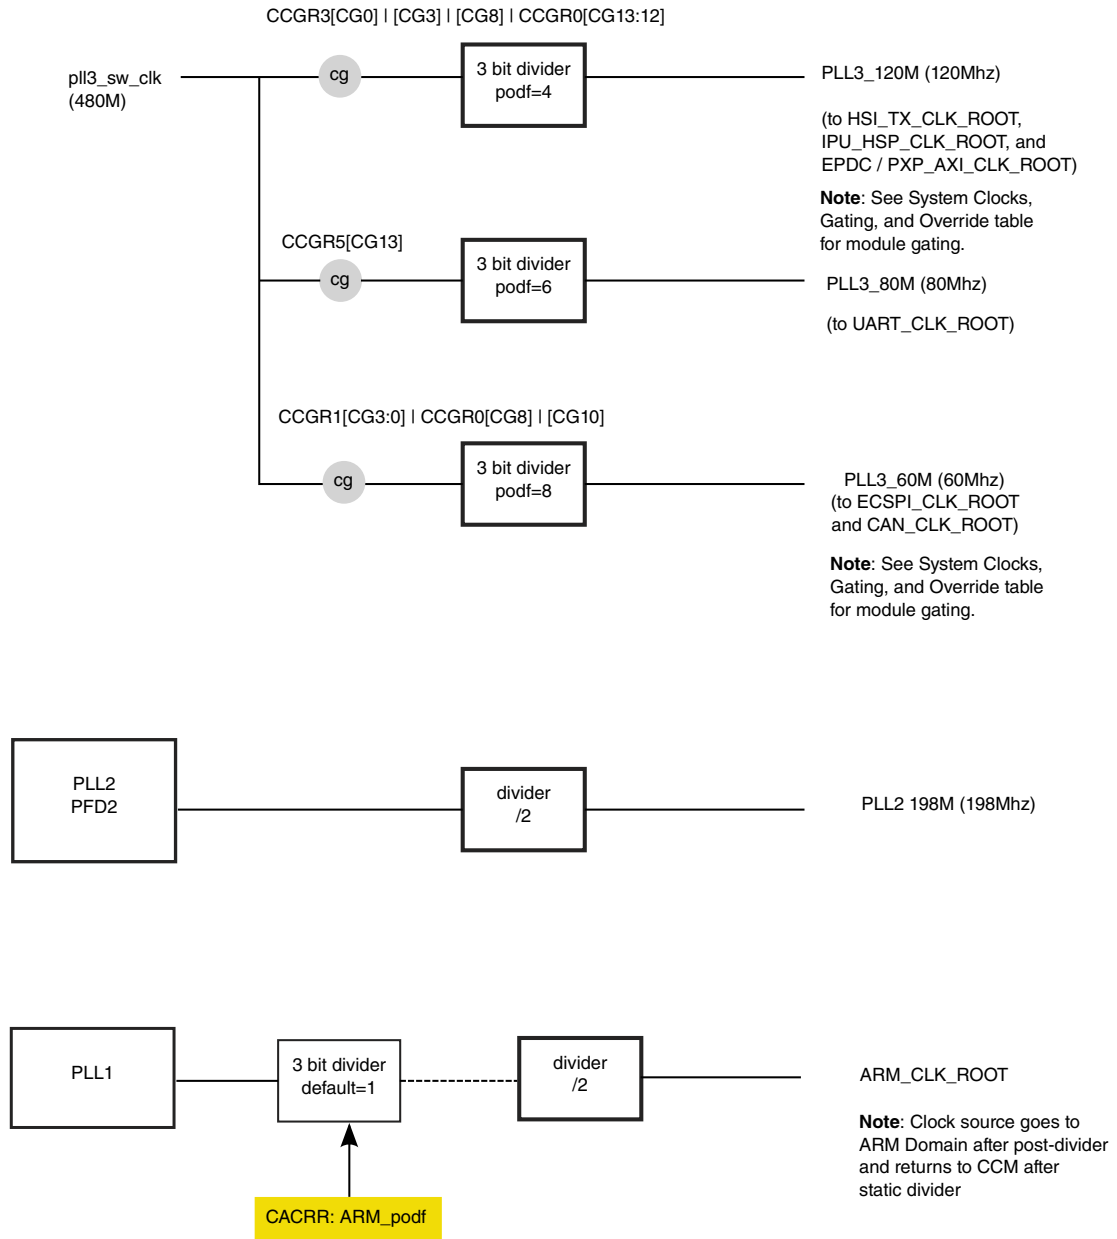 CCGR3[CG0] | [CG3] | [CG8] | CCGR0[CG13:12]
pll3_sw_clk
(480M)
cg
3 bit divider
podf=4
PLL3_120M (120Mhz)
(to HSI_TX_CLK_ROOT,
IPU_HSP_CLK_ROOT, and
EPDC / PXP_AXI_CLK_ROOT)
Note: See System Clocks,
Gating, and Override table
for module gating.
CCGR5[CG13]
cg
3 bit divider
podf=6
PLL3_80M (80Mhz)
(to UART_CLK_ROOT)
CCGR1[CG3:0] | CCGR0[CG8] | [CG10]
cg
3 bit divider
podf=8
PLL3_60M (60Mhz)
(to ECSPI_CLK_ROOT
and CAN_CLK_ROOT)
Note: See System Clocks,
Gating, and Override table
for module gating.
PLL2
PFD2
divider
/2
PLL2 198M (198Mhz)
PLL1
3 bit divider
default=1
divider
/2
ARM_CLK_ROOT
Note: Clock source goes to
ARM Domain after post-divider
and returns to CCM after
static divider
CACRR: ARM_podf